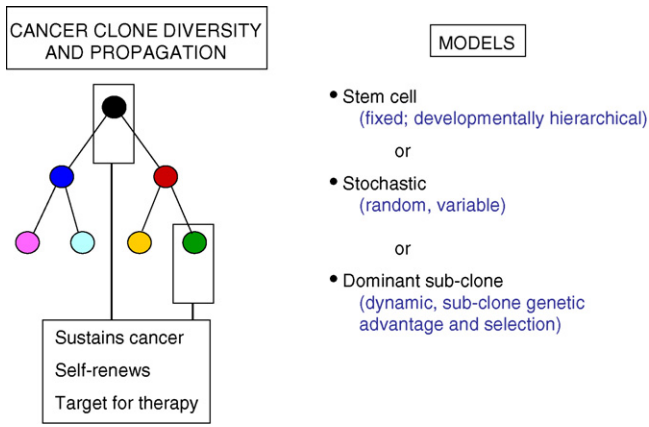 CANCER CLONE DIVERSITY
AND PROPAGATION
MODELS
• Stem cell
(fixed; developmentally hierarchical)
or
• Stochastic
(random, variable)
or
• Dominant sub-clone
(dynamic, sub-clone genetic
advantage and selection)
Sustains cancer
Self-renews
Target for therapy